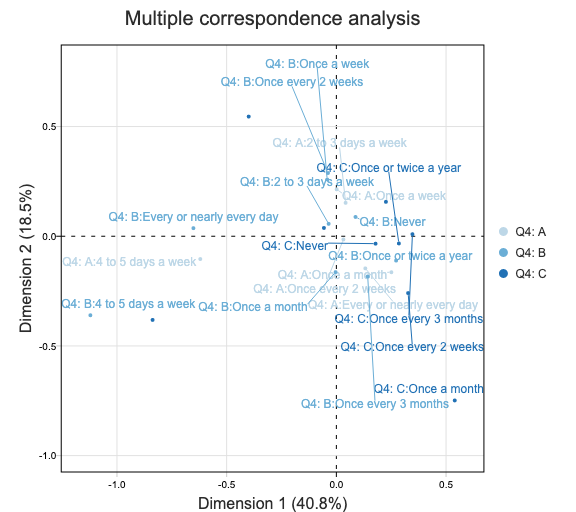 Multiple correspondence analysis
Q4: B:Once a week
Q4: B:Once every 2 weeks
Q4: A:2 to 3 days a week
Q4: C:Once or twice a year
Q4: B:2 to 3 days a week
Q4: A:Once a week
Q4: B:Every or nearly every day
Q4: B:Never
Q4: C:Never
Q4: B:Once or twice a year
Q4: A:4 to 5 days a week
Q4: A:Once a month
Q4: A:Once every 2 weeks
Q4: B:4 to 5 days a week
Q4: B:Once a month
Q4: A:Every or nearly every day
Q4: C:Once every 3 months
Q4: C:Once every 2 weeks
Q4: C:Once a month
Q4: B:Once every 3 months
0.5
0.0
-0.5
-1.0
Dimension 2 (18.5%)
-1.0
-0.5
0.0
0.5
Dimension 1 (40.8%)
Q4: A
Q4: B
Q4: C